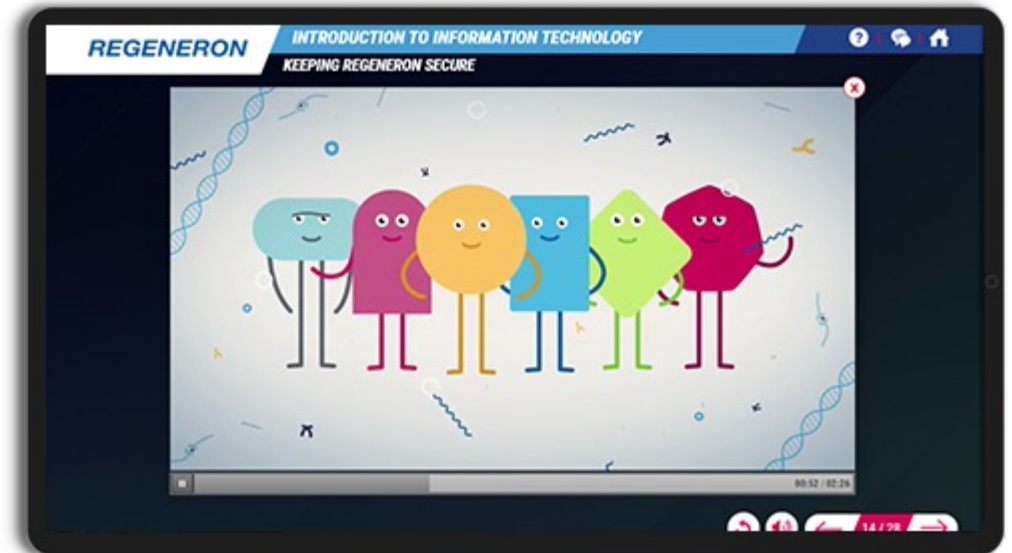 REGENERON
INTRODUCTION TO INFORMATION TECHNOLOGY
?
KEEPING REGENERON SECURE
X
00:52 / 02:26
14 / 28